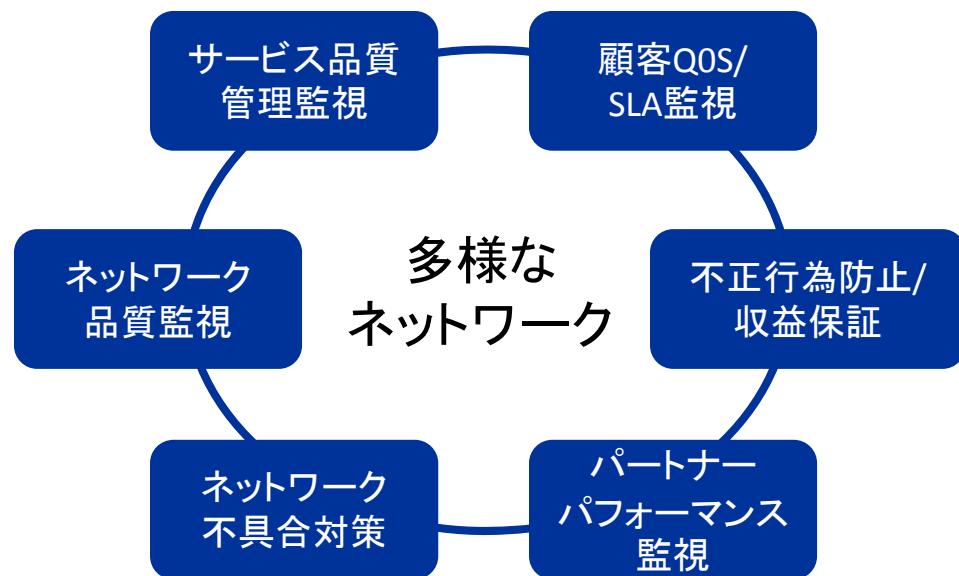 サービス品質
管理監視
顧客Q0S/
SLA監視
ネットワーク
品質監視
多様な
ネットワーク
不正行為防止/
収益保証
ネットワーク
不具合対策
パートナー
パフォーマンス
監視